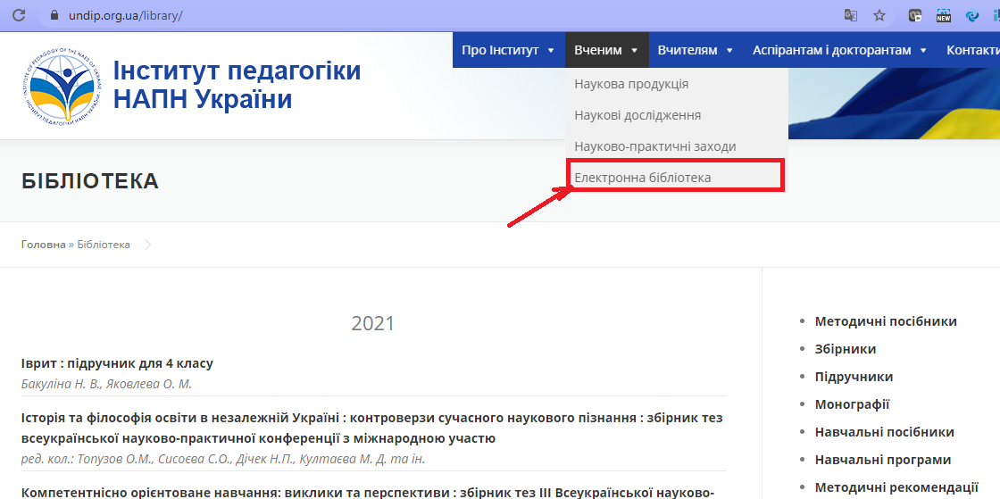 undip.org.ua/library/
NEW
INSTITUTE OF PEDAGOGY OF THE NAES OF UKRAINE
ІНСТИТУТ ПЕДАГОГІКИ НАПН УКРАЇНИ
Інститут педагогіки
НАПН України
Про Інститут Вченим Вчителям Аспірантам і докторантам Контакти
Наукова продукція
Наукові дослідження
Науково-практичні заходи
Електронна бібліотека
БІБЛІОТЕКА
Головна » Бібліотека
2021
Іврит : підручник для 4 класу
Бакуліна Н. В., Яковлева О. М.
Історія та філософія освіти в незалежній Україні : контроверзи сучасного наукового пізнання : збірник тез
всеукраїнської науково-практичної конференції з міжнародною участю
ред. кол.: Топузов О.М., Сисоєва С.О., Дічек Н.П., Култаєва М. Д. та ін.
Компетентнісно орієнтоване навчання: виклики та перспективи : збірник тез ІІІ Всеукраїнської науково-
Методичні посібники
Збірники
Підручники
Монографії
Навчальні посібники
Навчальні програми
Методичні рекомендації